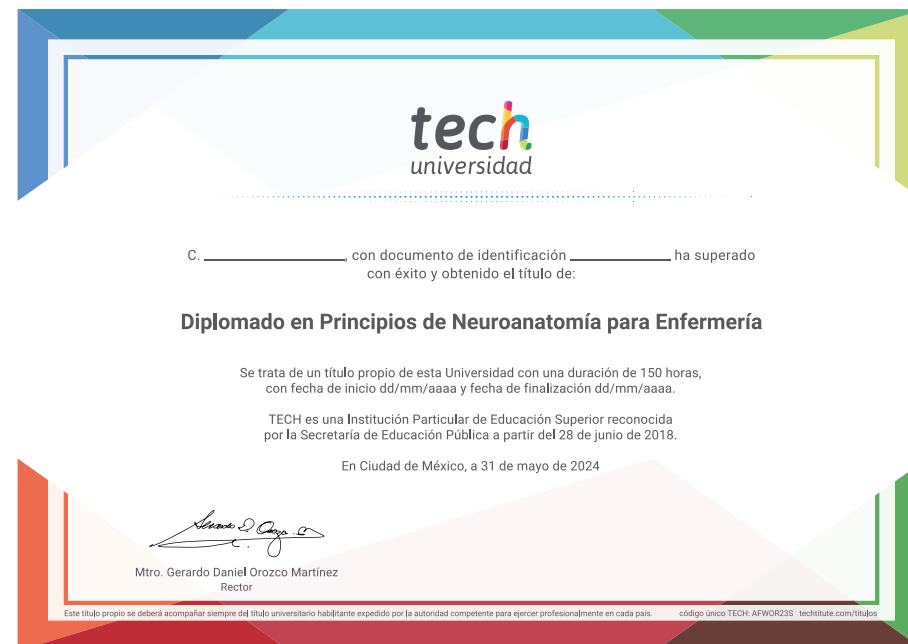 tech
universidad
C. ____________, con documento de identificación ____________ ha superado
con éxito y obtenido el título de:
Diplomado en Principios de Neuroanatomía para Enfermería
Se trata de un título propio de esta Universidad con una duración de 150 horas,
con fecha de inicio dd/mm/aaaa y fecha de finalización dd/mm/aaaa.
TECH es una Institución Particular de Educación Superior reconocida
por la Secretaría de Educación Pública a partir del 28 de junio de 2018.
En Ciudad de México, a 31 de mayo de 2024
Mtro. Gerardo Daniel Orozco Martínez
Rector
Este título propio se deberá acompañar siempre del título universitario habilitante expedido por la autoridad competente para ejercer profesionalmente en cada país. código único TECH: AFWOR23S techtitute.com/titulos